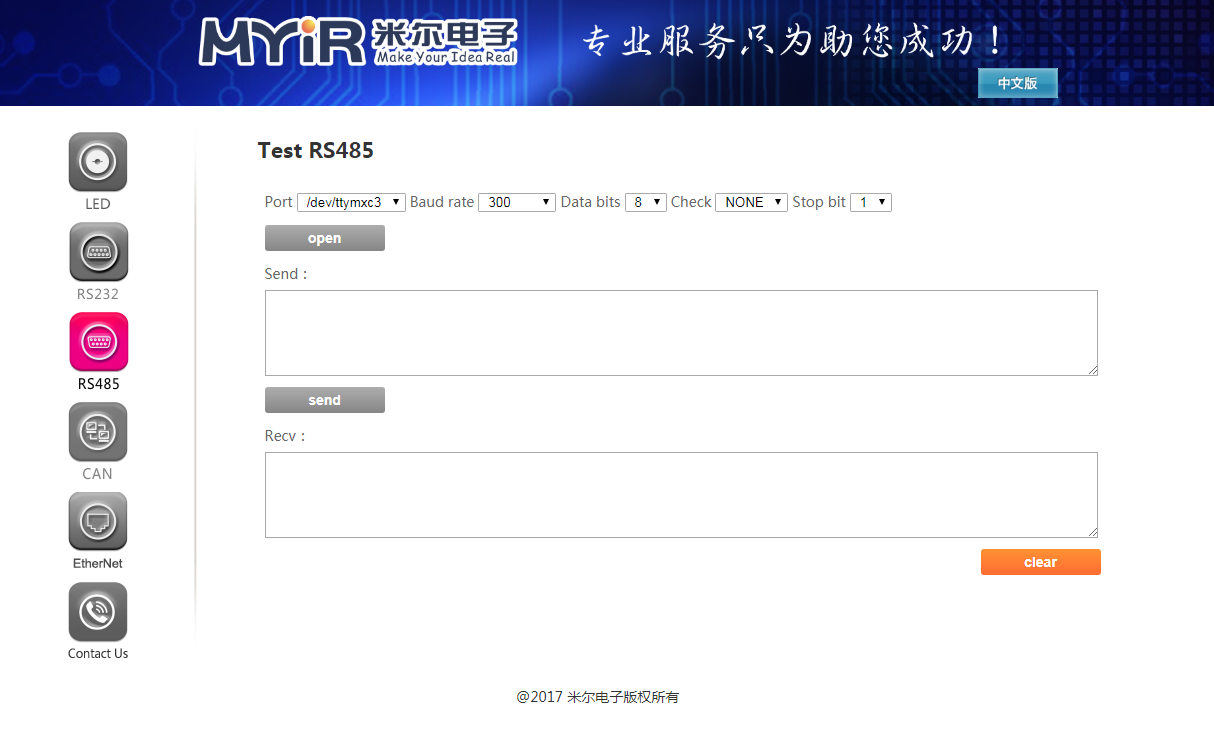 MYiR 米尔电子
Make Your Idea Real
专业服务只为助您成功！
中文版
LED
RS232
RS485
CAN
EtherNet
Contact Us
Test RS485
Port /dev/ttymxc3 Baud rate 300 Data bits 8 Check NONE Stop bit 1
open
Send：
send
Recv：
clear
@2017 米尔电子版权所有